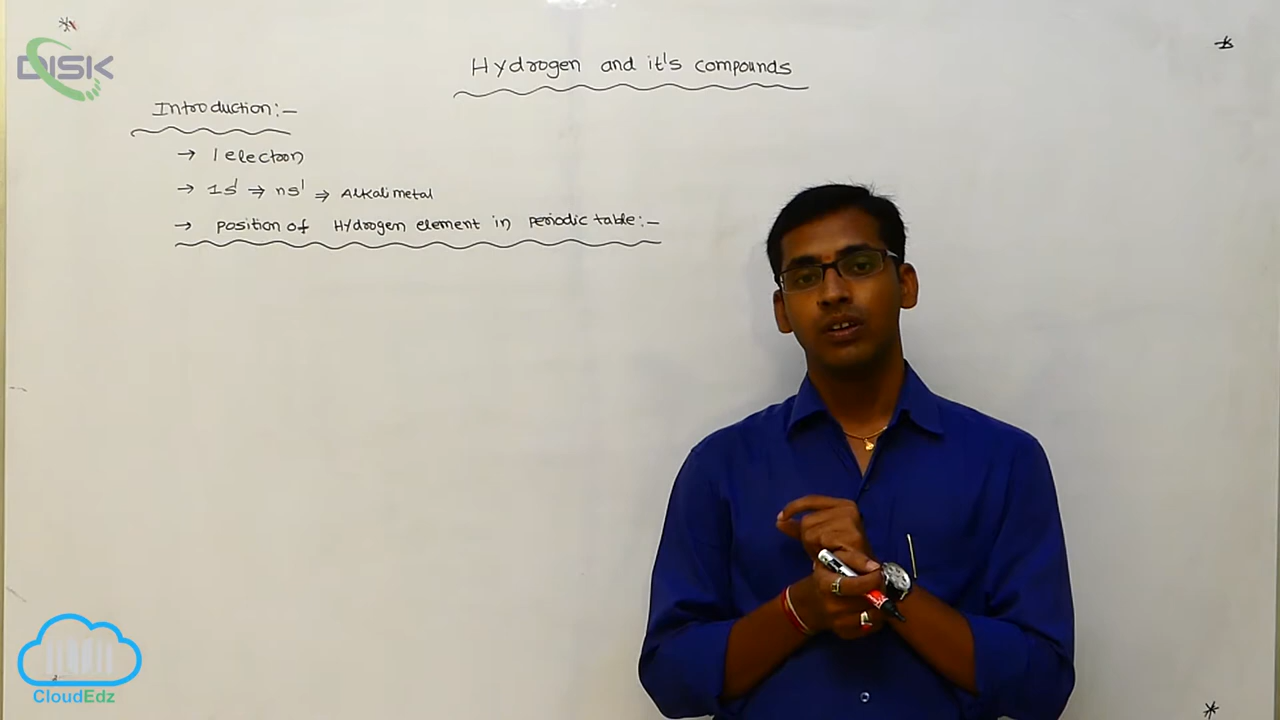 DISK
Hydrogen and it's compounds
Introduction:-
→ 1 electron
→ 1s¹ ⇒ ns¹ ⇒ Alkali metal
→ position of Hydrogen element in periodic table:-
CloudEdz